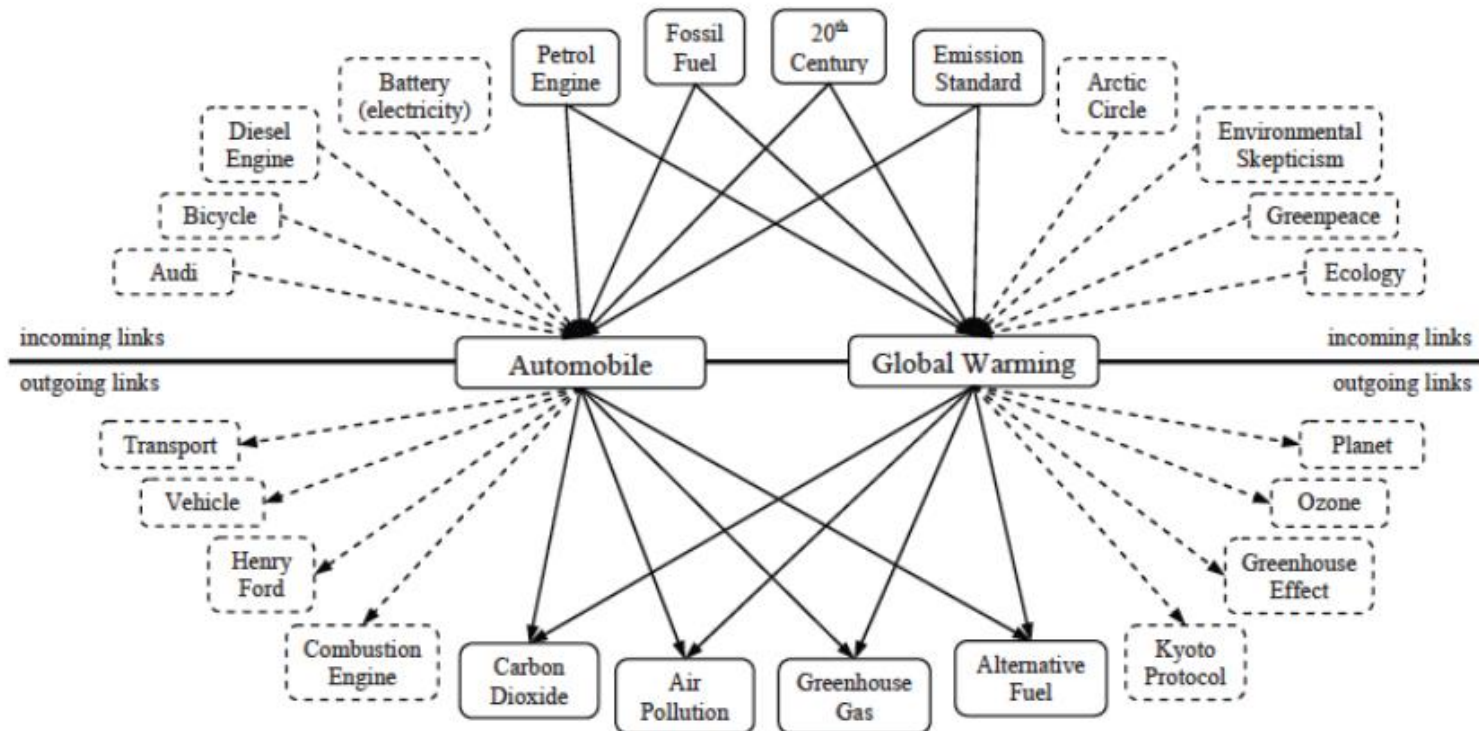 Petrol
Engine
Fossil
Fuel
20th
Century
Emission
Standard
Battery
(electricity)
Arctic
Circle
Diesel
Engine
Environmental
Skepticism
Bicycle
Greenpeace
Audi
Ecology
incoming links
incoming links
Automobile
Global Warming
outgoing links
outgoing links
Transport
Planet
Vehicle
Ozone
Henry
Ford
Greenhouse
Effect
Combustion
Engine
Carbon
Dioxide
Air
Pollution
Greenhouse
Gas
Alternative
Fuel
Kyoto
Protocol